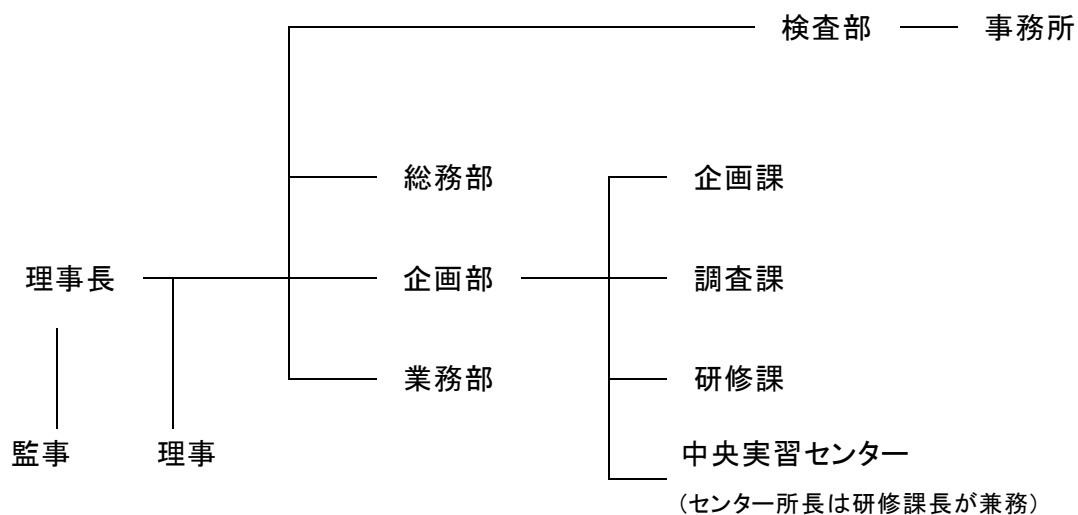 検査部 事務所
総務部 企画課
理事長 企画部 調査課
業務部 研修課
監事 理事 中央実習センター
(センター所長は研修課長が兼務)